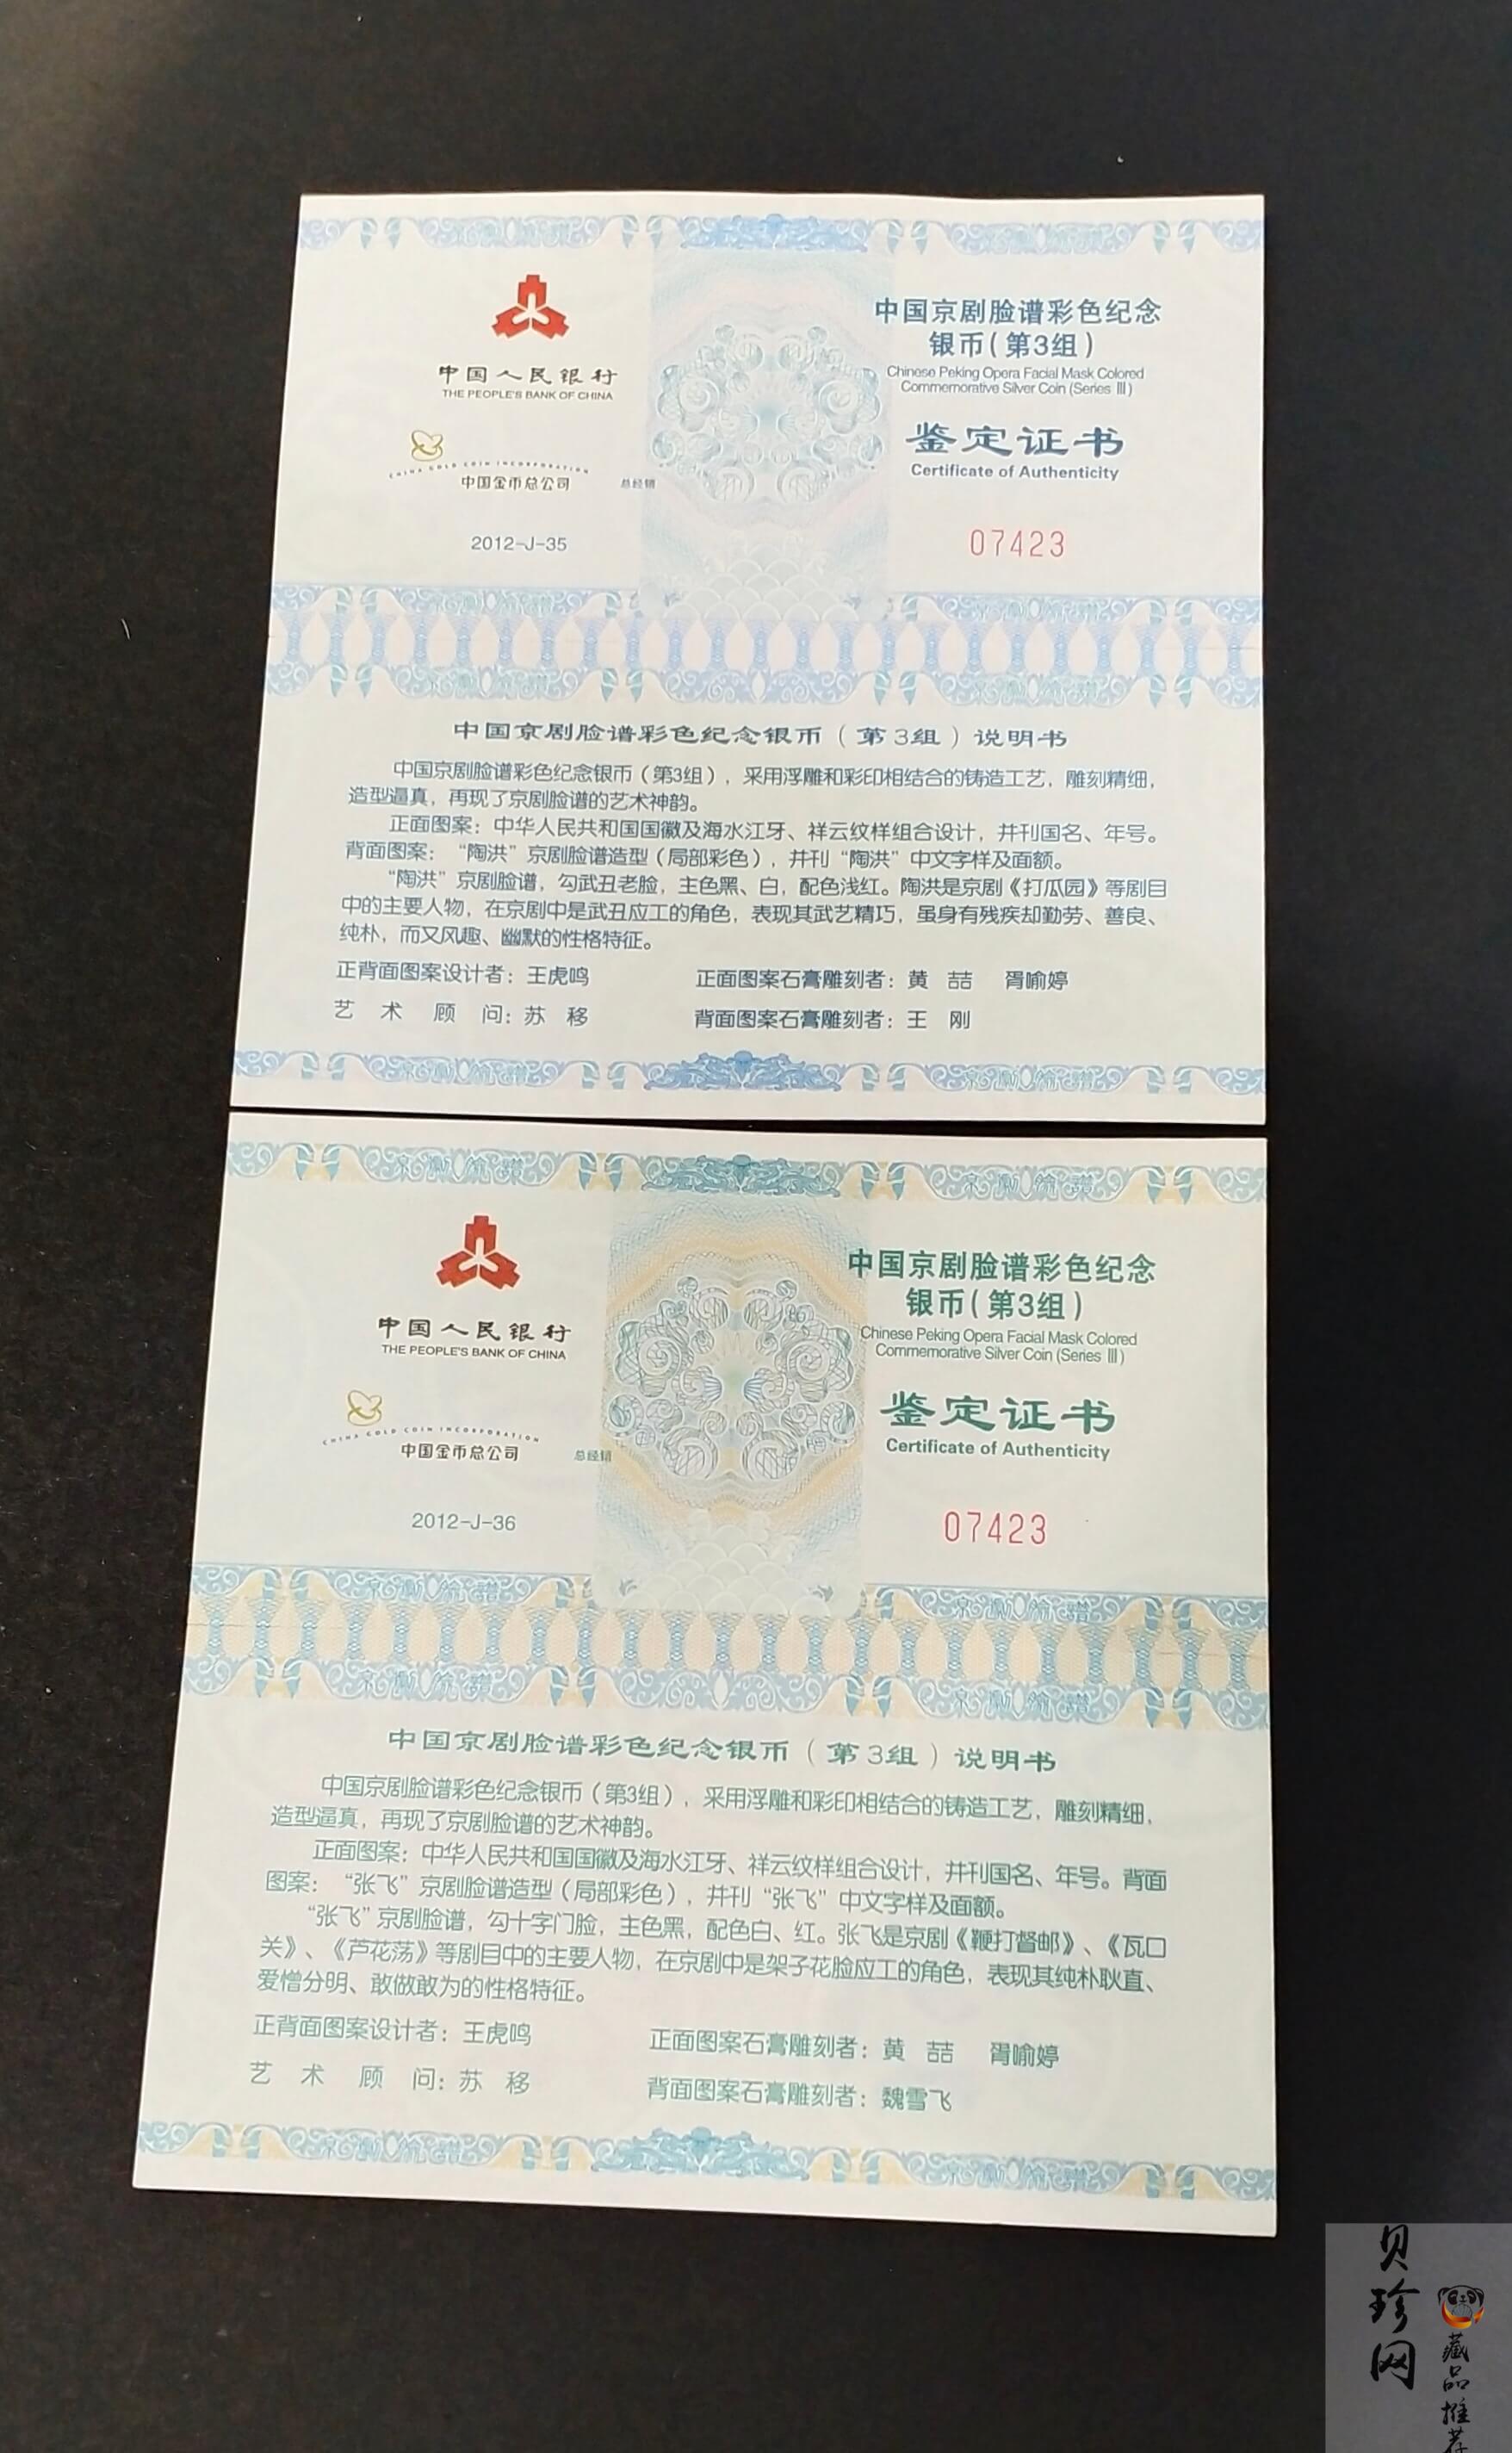 中国人民银行
THE PEOPLE'S BANK OF CHINA
CHINA GOLD COIN INCORPORATION
中国金币总公司 总经销
2012-J-35
中国京剧脸谱彩色纪念
银币(第3组)
Chinese Peking Opera Facial Mask Colored
Commemorative Silver Coin (Series Ⅲ)
鉴定证书
Certificate of Authenticity
07423
中国京剧脸谱彩色纪念银币(第3组)说明书
中国京剧脸谱彩色纪念银币(第3组),采用浮雕和彩印相结合的铸造工艺,雕刻精细,
造型逼真,再现了京剧脸谱的艺术神韵。
正面图案:中华人民共和国国徽及海水江牙、祥云纹样组合设计,并刊国名、年号。
背面图案:“陶洪”京剧脸谱造型(局部彩色),并刊“陶洪”中文字样及面额。
“陶洪”京剧脸谱,勾武丑老脸,主色黑、白,配色浅红。陶洪是京剧《打瓜园》等剧目
中的主要人物,在京剧中是武丑应工的角色,表现其武艺精巧,虽身有残疾却勤劳、善良、
纯朴,而又风趣、幽默的性格特征。
正背面图案设计者:王虎鸣 正面图案石膏雕刻者:黄 喆 胥喻婷
艺 术 顾 问:苏 移 背面图案石膏雕刻者:王 刚
中国人民银行
THE PEOPLE'S BANK OF CHINA
CHINA GOLD COIN INCORPORATION
中国金币总公司 总经销
2012-J-36
中国京剧脸谱彩色纪念
银币(第3组)
Chinese Peking Opera Facial Mask Colored
Commemorative Silver Coin (Series Ⅲ)
鉴定证书
Certificate of Authenticity
07423
中国京剧脸谱彩色纪念银币(第3组)说明书
中国京剧脸谱彩色纪念银币(第3组),采用浮雕和彩印相结合的铸造工艺,雕刻精细,
造型逼真,再现了京剧脸谱的艺术神韵。
正面图案:中华人民共和国国徽及海水江牙、祥云纹样组合设计,并刊国名、年号。背面
图案:“张飞”京剧脸谱造型(局部彩色),并刊“张飞”中文字样及面额。
“张飞”京剧脸谱,勾十字门脸,主色黑,配色白、红。张飞是京剧《鞭打督邮》、《瓦口
关》、《芦花荡》等剧目中的主要人物,在京剧中是架子花脸应工的角色,表现其纯朴耿直、
爱憎分明、敢做敢为的性格特征。
正背面图案设计者:王虎鸣 正面图案石膏雕刻者:黄 喆 胥喻婷
艺 术 顾 问:苏 移 背面图案石膏雕刻者:魏雪飞
贝珍网
藏品推荐